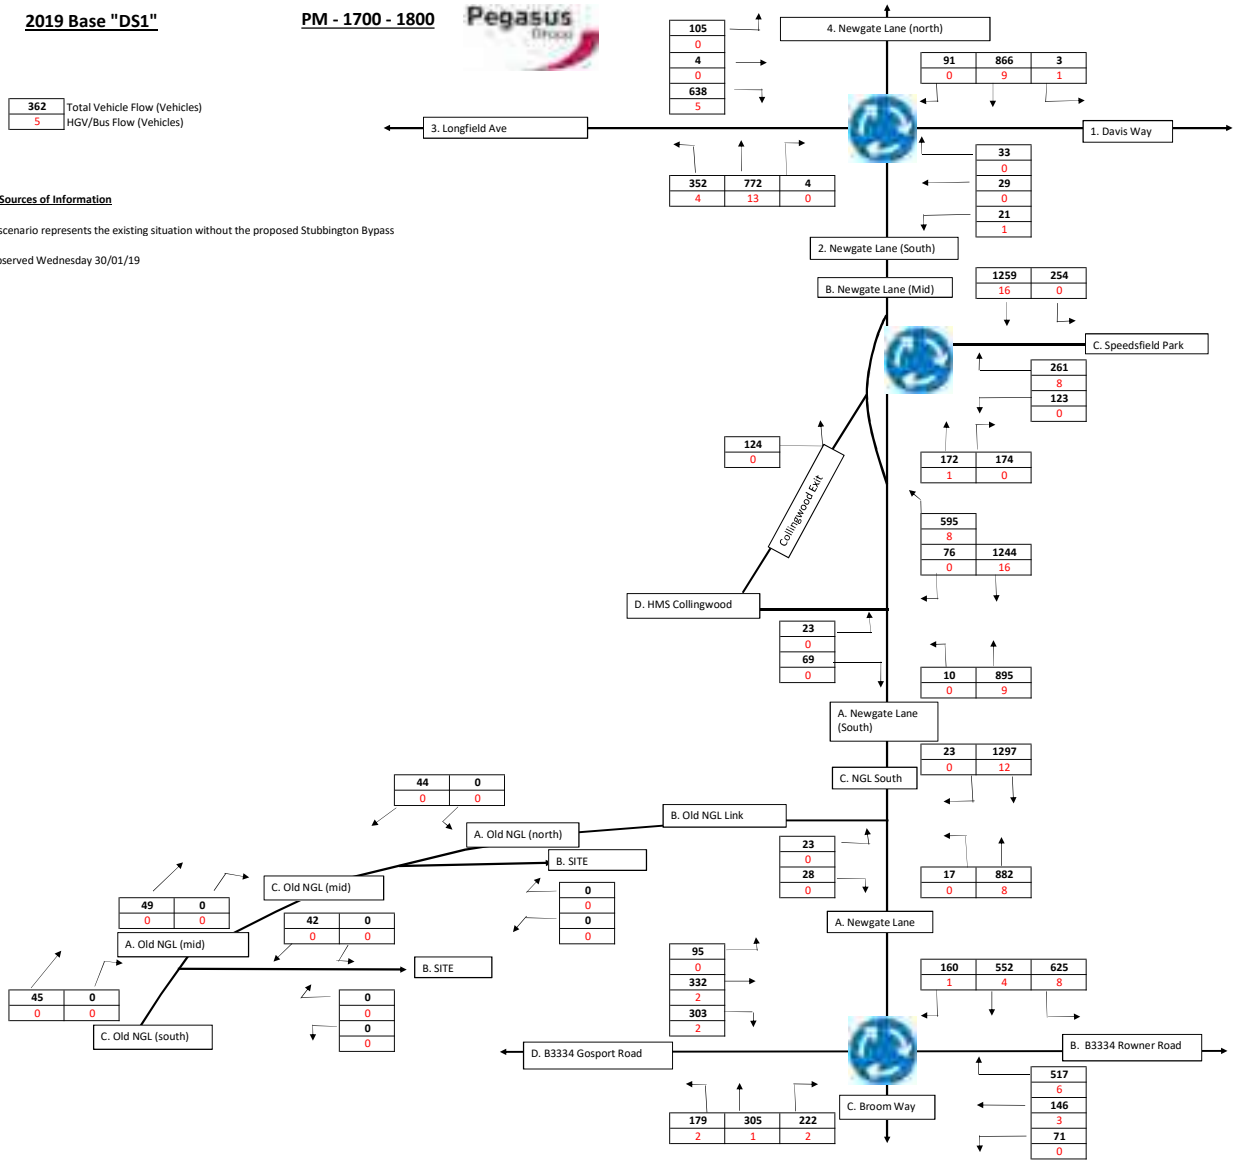 2019 Base "DS1"
PM - 1700 - 1800
Pegasus
Group
362 Total Vehicle Flow (Vehicles)
5 HGV/Bus Flow (Vehicles)
Sources of Information
scenario represents the existing situation without the proposed Stubbington Bypass
served Wednesday 30/01/19
105
0
4
0
638
5
4. Newgate Lane (north)
91 866 3
0 9 1
3. Longfield Ave
1. Davis Way
352 772 4
4 13 0
33
0
29
0
21
1
2. Newgate Lane (South)
B. Newgate Lane (Mid)
1259 254
16 0
C. Speedsfield Park
261
8
123
0
124
0
172 174
1 0
Collingwood Exit
595
8
76 1244
0 16
D. HMS Collingwood
23
0
69
0
10 895
0 9
A. Newgate Lane
(South)
23 1297
0 12
C. NGL South
44 0
0 0
B. Old NGL Link
A. Old NGL (north)
B. SITE
23
0
28
0
17 882
0 8
C. Old NGL (mid)
49 0
0 0
0
0
0
0
42 0
0 0
A. Newgate Lane
A. Old NGL (mid)
B. SITE
95
0
332
2
303
2
160 552 625
1 4 8
45 0
0 0
0
0
0
0
C. Old NGL (south)
D. B3334 Gosport Road
B. B3334 Rowner Road
179 305 222
2 1 2
C. Broom Way
517
6
146
3
71
0